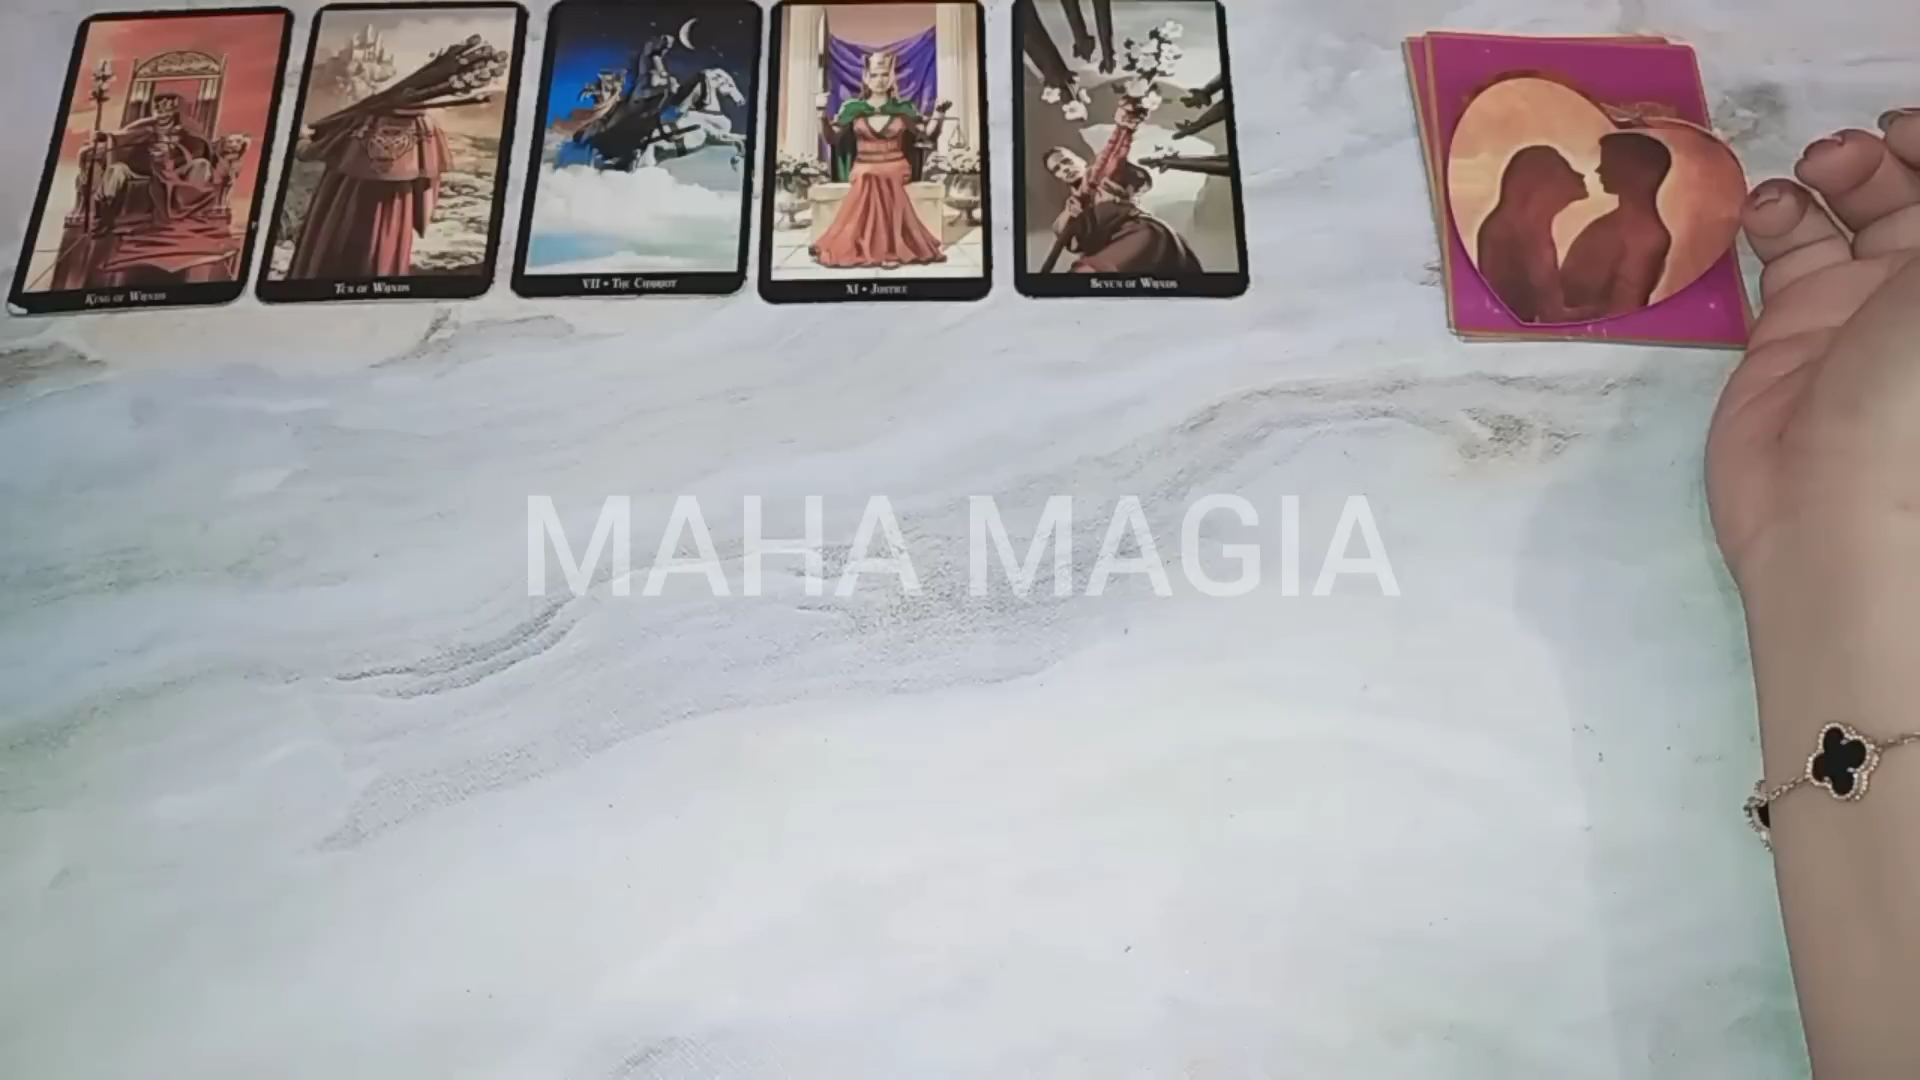 King of Wands
Ten of Wands
VII • The Chariot
XI • Justice
Seven of Wands
MAHA MAGIA